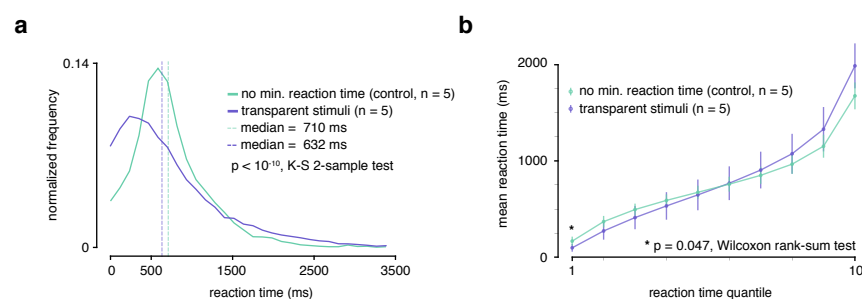 a
0.14
normalized frequency
no min. reaction time (control, n = 5)
transparent stimuli (n = 5)
median = 710 ms
median = 632 ms
p < 10⁻¹⁰, K-S 2-sample test
0
0 500 1500 2500 3500
reaction time (ms)
b
2000
mean reaction time (ms)
no min. reaction time (control, n = 5)
transparent stimuli (n = 5)
1000
*
* p = 0.047, Wilcoxon rank-sum test
0
1 10
reaction time quantile